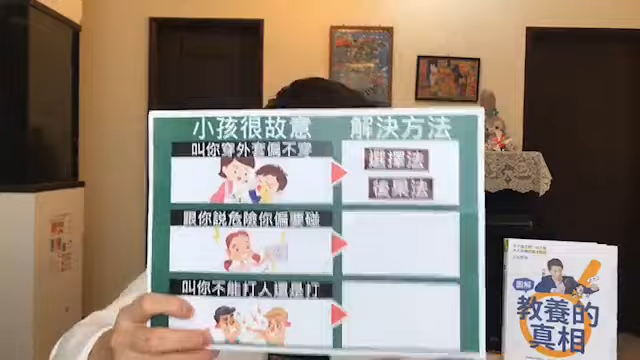 小孩很故意
解決方法
叫你穿外套偏不穿
選擇法
後果法
跟你說危險你偏要碰
叫你不能打人還是打
圖解
教養的
真相